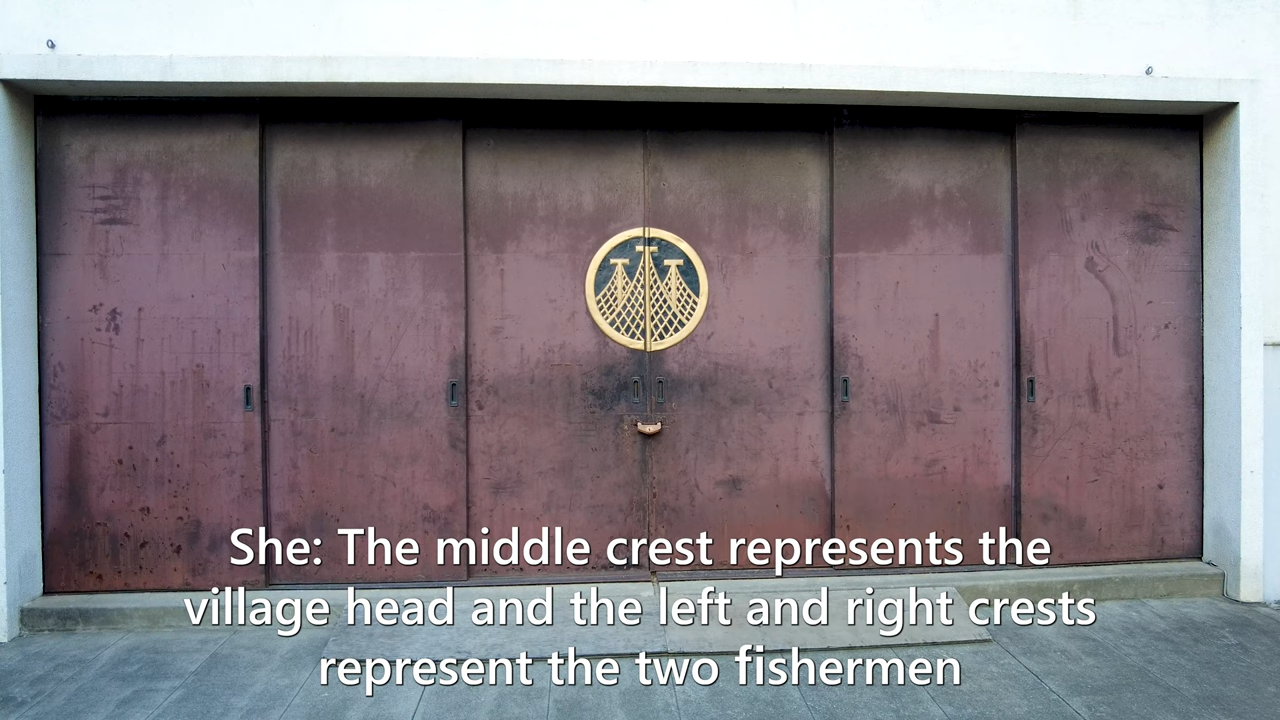 She: The middle crest represents the
village head and the left and right crests
represent the two fishermen